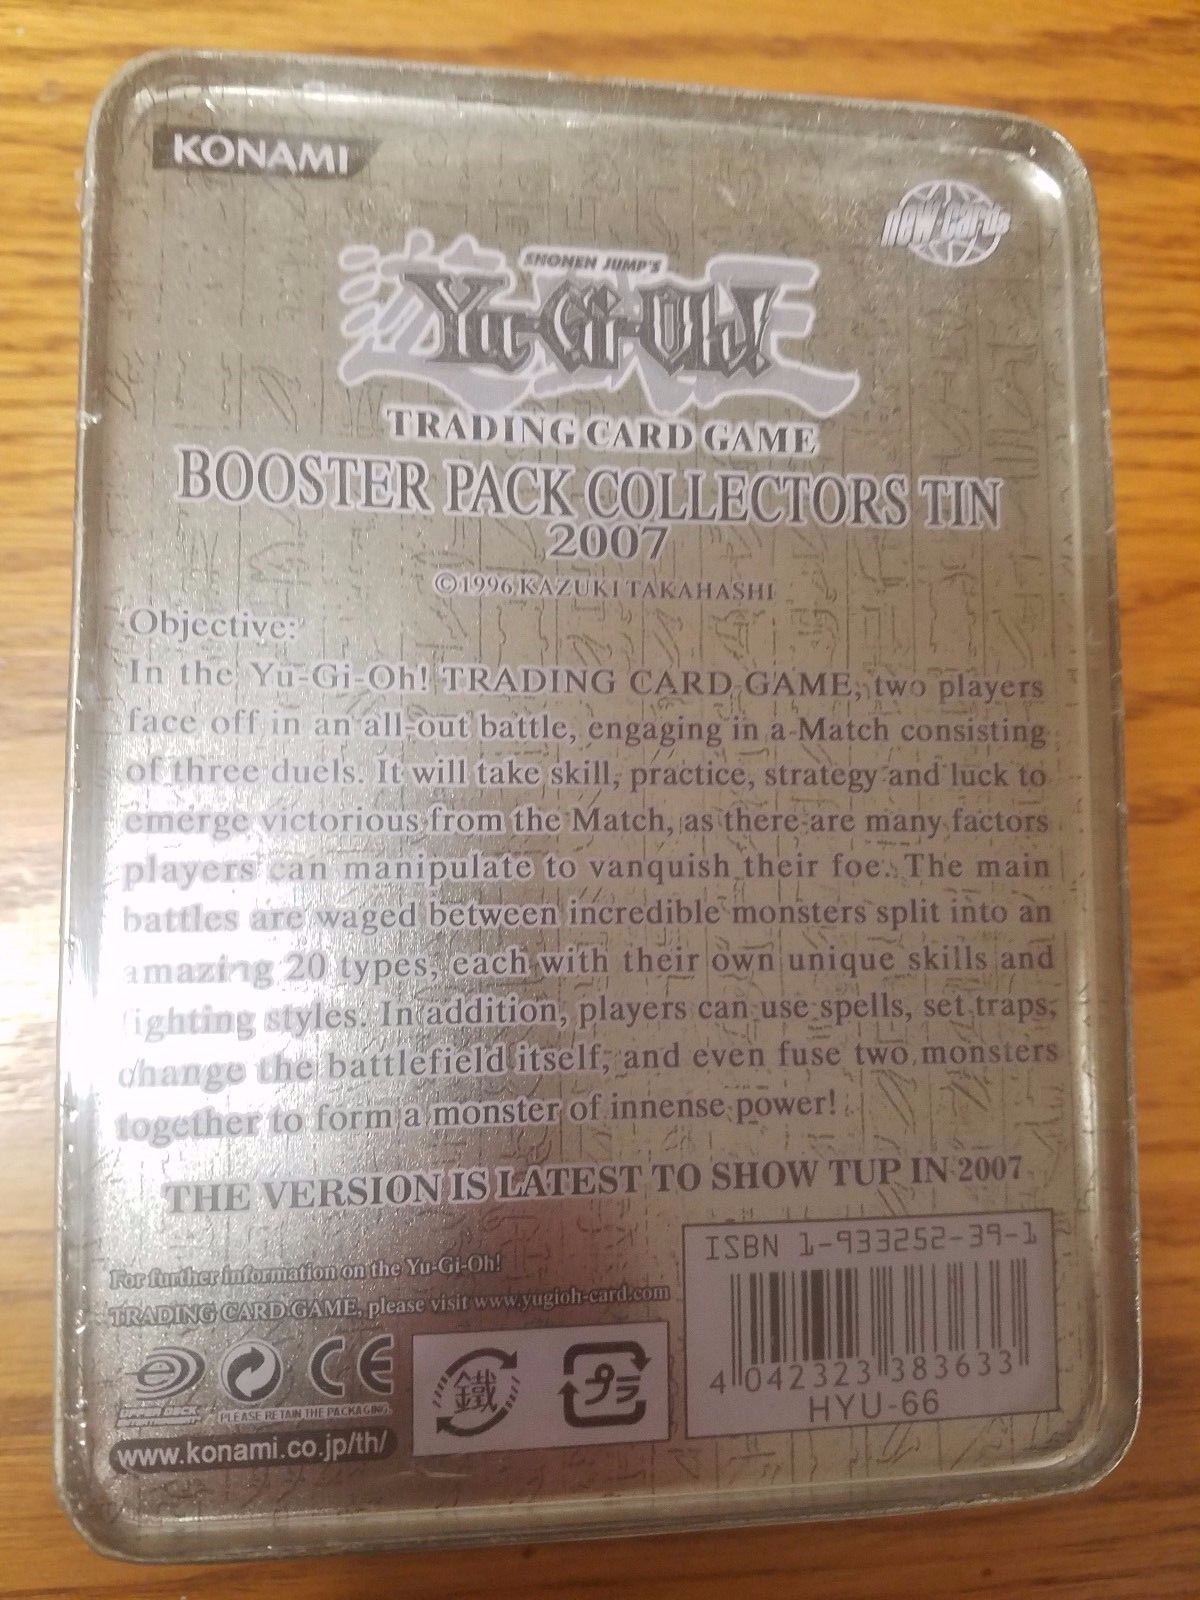 KONAMI
new cards
SHONEN JUMP'S
Yu-Gi-Oh!
TRADING CARD GAME
BOOSTER PACK COLLECTORS TIN
2007
©1996 KAZUKI TAKAHASHI
Objective:
In the Yu-Gi-Oh! TRADING CARD GAME, two players
face off in an all-out battle, engaging in a Match consisting
of three duels. It will take skill, practice, strategy and luck to
emerge victorious from the Match, as there are many factors
players can manipulate to vanquish their foe. The main
battles are waged between incredible monsters split into an
amazing 20 types, each with their own unique skills and
fighting styles. In addition, players can use spells, set traps,
change the battlefield itself, and even fuse two monsters
together to form a monster of innense power!
THE VERSION IS LATEST TO SHOW TUP IN 2007
ISBN 1-933252-39-1
For further information on the Yu-Gi-Oh!
TRADING CARD GAME, please visit www.yugioh-card.com
4 042323 383633
HYU-66
CE
鐵
プラ
UPPER DECK
ENTERTAINMENT
PLEASE RETAIN THE PACKAGING.
www.konami.co.jp/th/